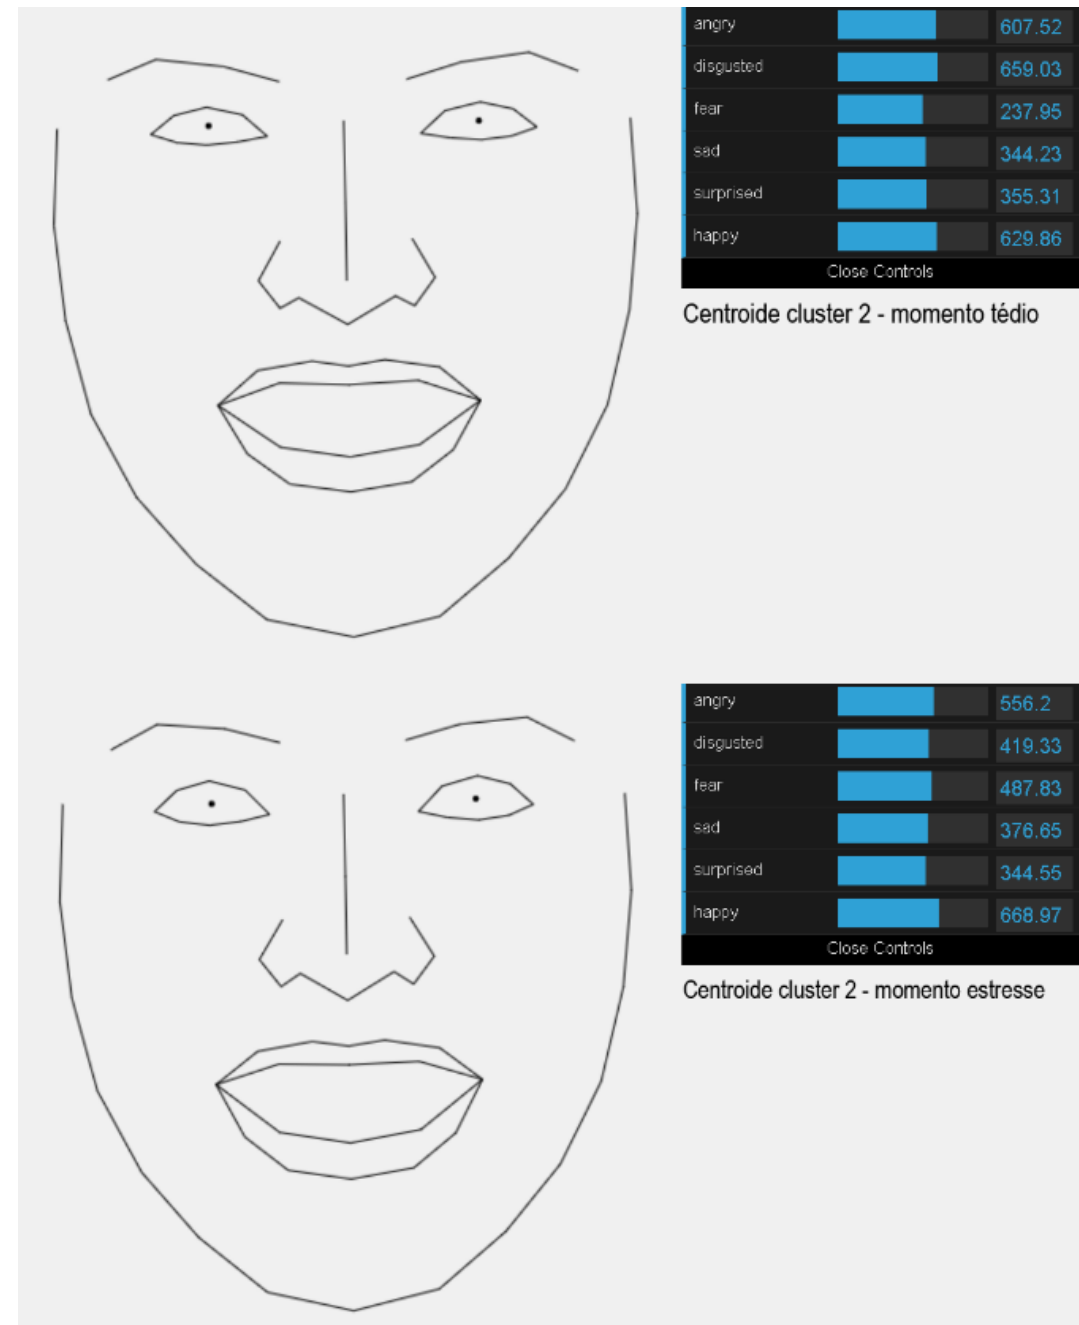 angry 607.52
disgusted 659.03
fear 237.95
sad 344.23
surprised 355.31
happy 629.86
Close Controls
Centroide cluster 2 - momento tédio
angry 556.2
disgusted 419.33
fear 487.83
sad 376.65
surprised 344.55
happy 668.97
Close Controls
Centroide cluster 2 - momento estresse